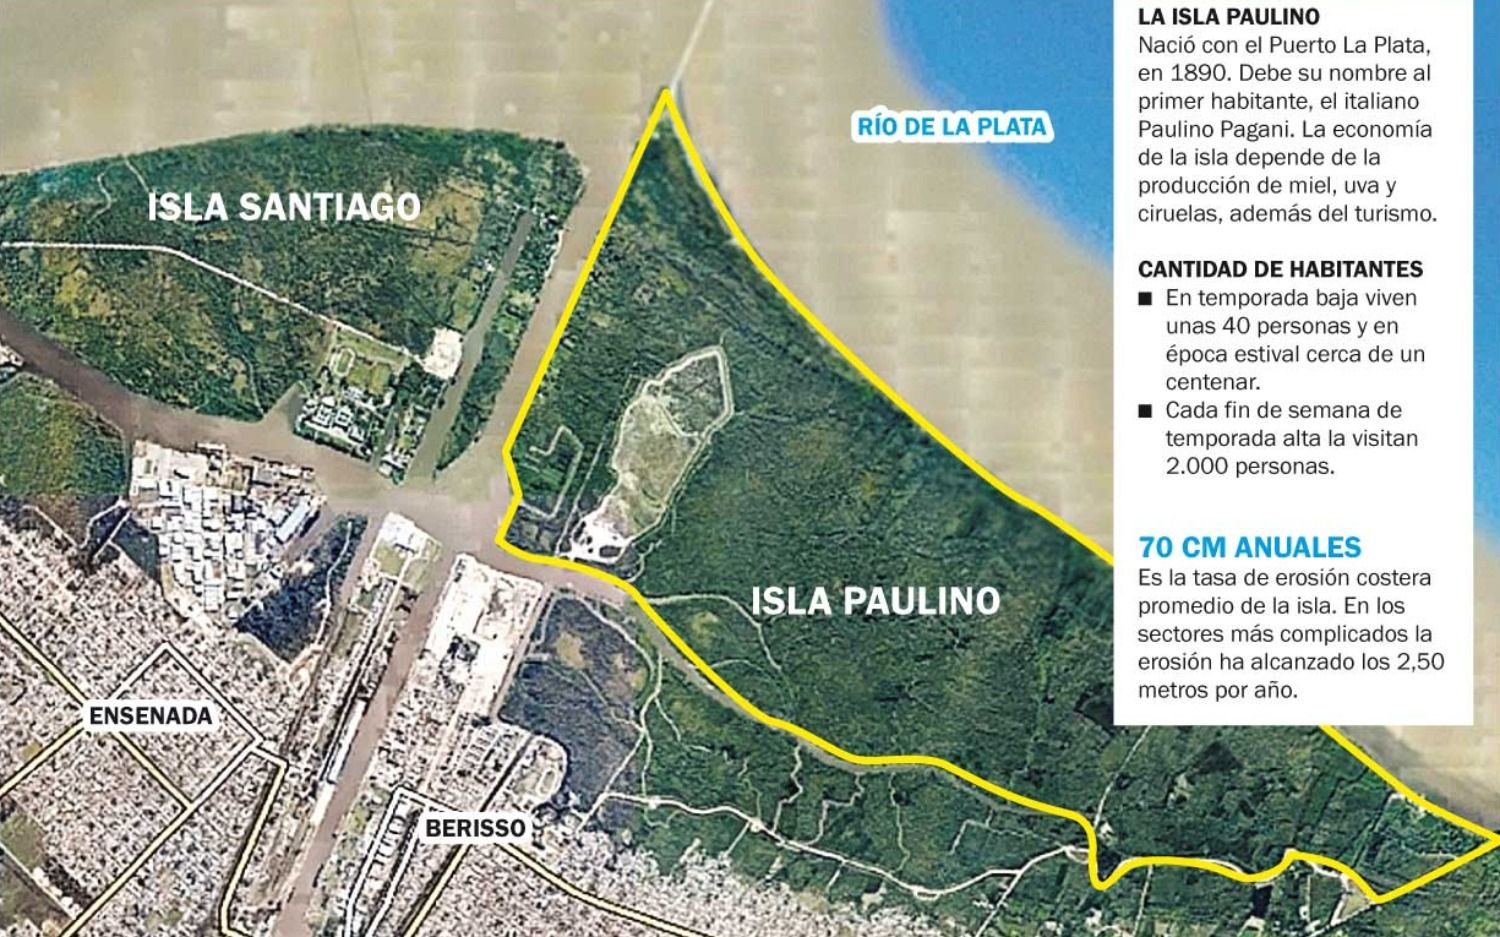 LA ISLA PAULINO
Nació con el Puerto La Plata,
en 1890. Debe su nombre al
primer habitante, el italiano
Paulino Pagani. La economía
de la isla depende de la
producción de miel, uva y
ciruelas, además del turismo.
CANTIDAD DE HABITANTES
■ En temporada baja viven
unas 40 personas y en
época estival cerca de un
centenar.
■ Cada fin de semana de
temporada alta la visitan
2.000 personas.
70 CM ANUALES
Es la tasa de erosión costera
promedio de la isla. En los
sectores más complicados la
erosión ha alcanzado los 2,50
metros por año.
RÍO DE LA PLATA
ISLA SANTIAGO
ISLA PAULINO
ENSENADA
BERISSO